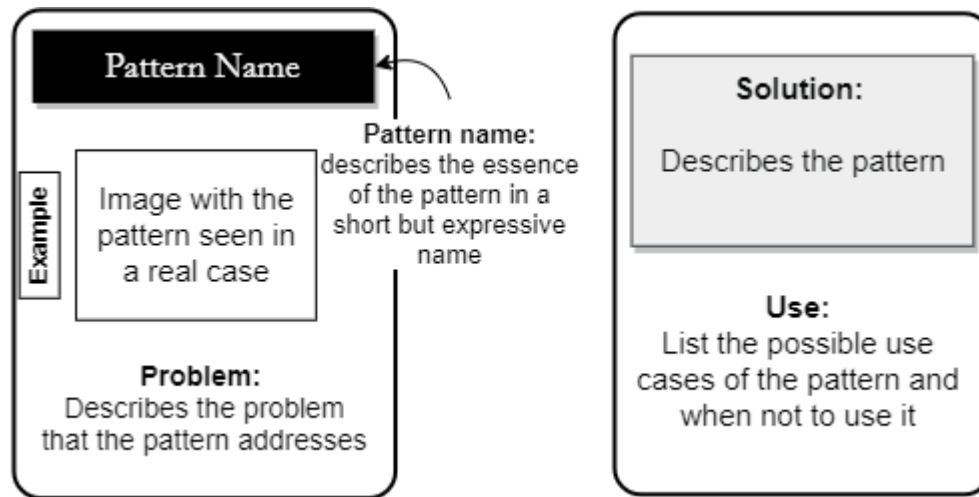 Pattern Name
Example
Image with the
pattern seen in
a real case
Pattern name:
describes the essence
of the pattern in a
short but expressive
name
Problem:
Describes the problem
that the pattern addresses
Solution:
Describes the pattern
Use:
List the possible use
cases of the pattern and
when not to use it